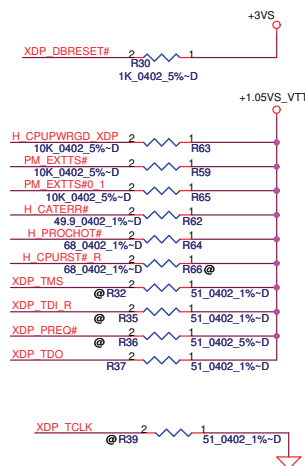 +3VS
XDP_DBRESET# 2 1
R30
1K_0402_5%~D
+1.05VS_VTT
H_CPUPWRGD_XDP 2 1
10K_0402_5%~D R63
PM_EXTTS# 2 1
10K_0402_5%~D R59
PM_EXTTS#0_1 2 1
10K_0402_5%~D R65
H_CATERR# 2 1
49.9_0402_1%~D R62
H_PROCHOT# 2 1
68_0402_1%~D R64
H_CPURST#_R 2 1
68_0402_1%~D R66 @
XDP_TMS 2 1
@ R32 51_0402_1%~D
XDP_TDI_R 2 1
@ R35 51_0402_1%~D
XDP_PREQ# 2 1
@ R36 51_0402_5%~D
XDP_TDO 2 1
R37 51_0402_1%~D
XDP_TCLK 2 1
@ R39 51_0402_1%~D